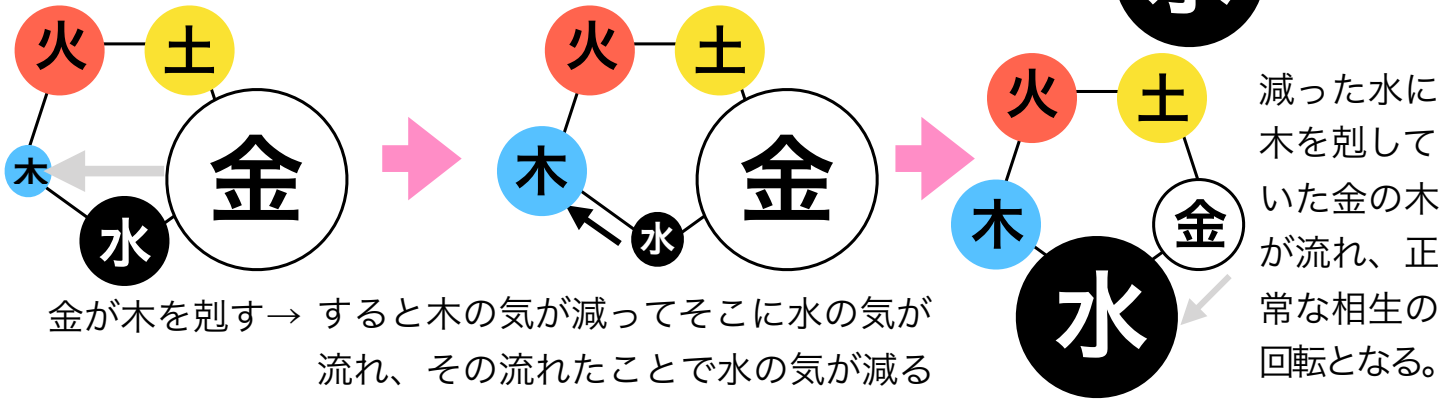 水
火
土
金
木
水
火
土
金
木
水
火
土
金
木
水
金が木を剋す→
すると木の気が減ってそこに水の気が
流れ、その流れたことで水の気が減る
減った水に
木を剋して
いた金の木
が流れ、正
常な相生の
回転となる。